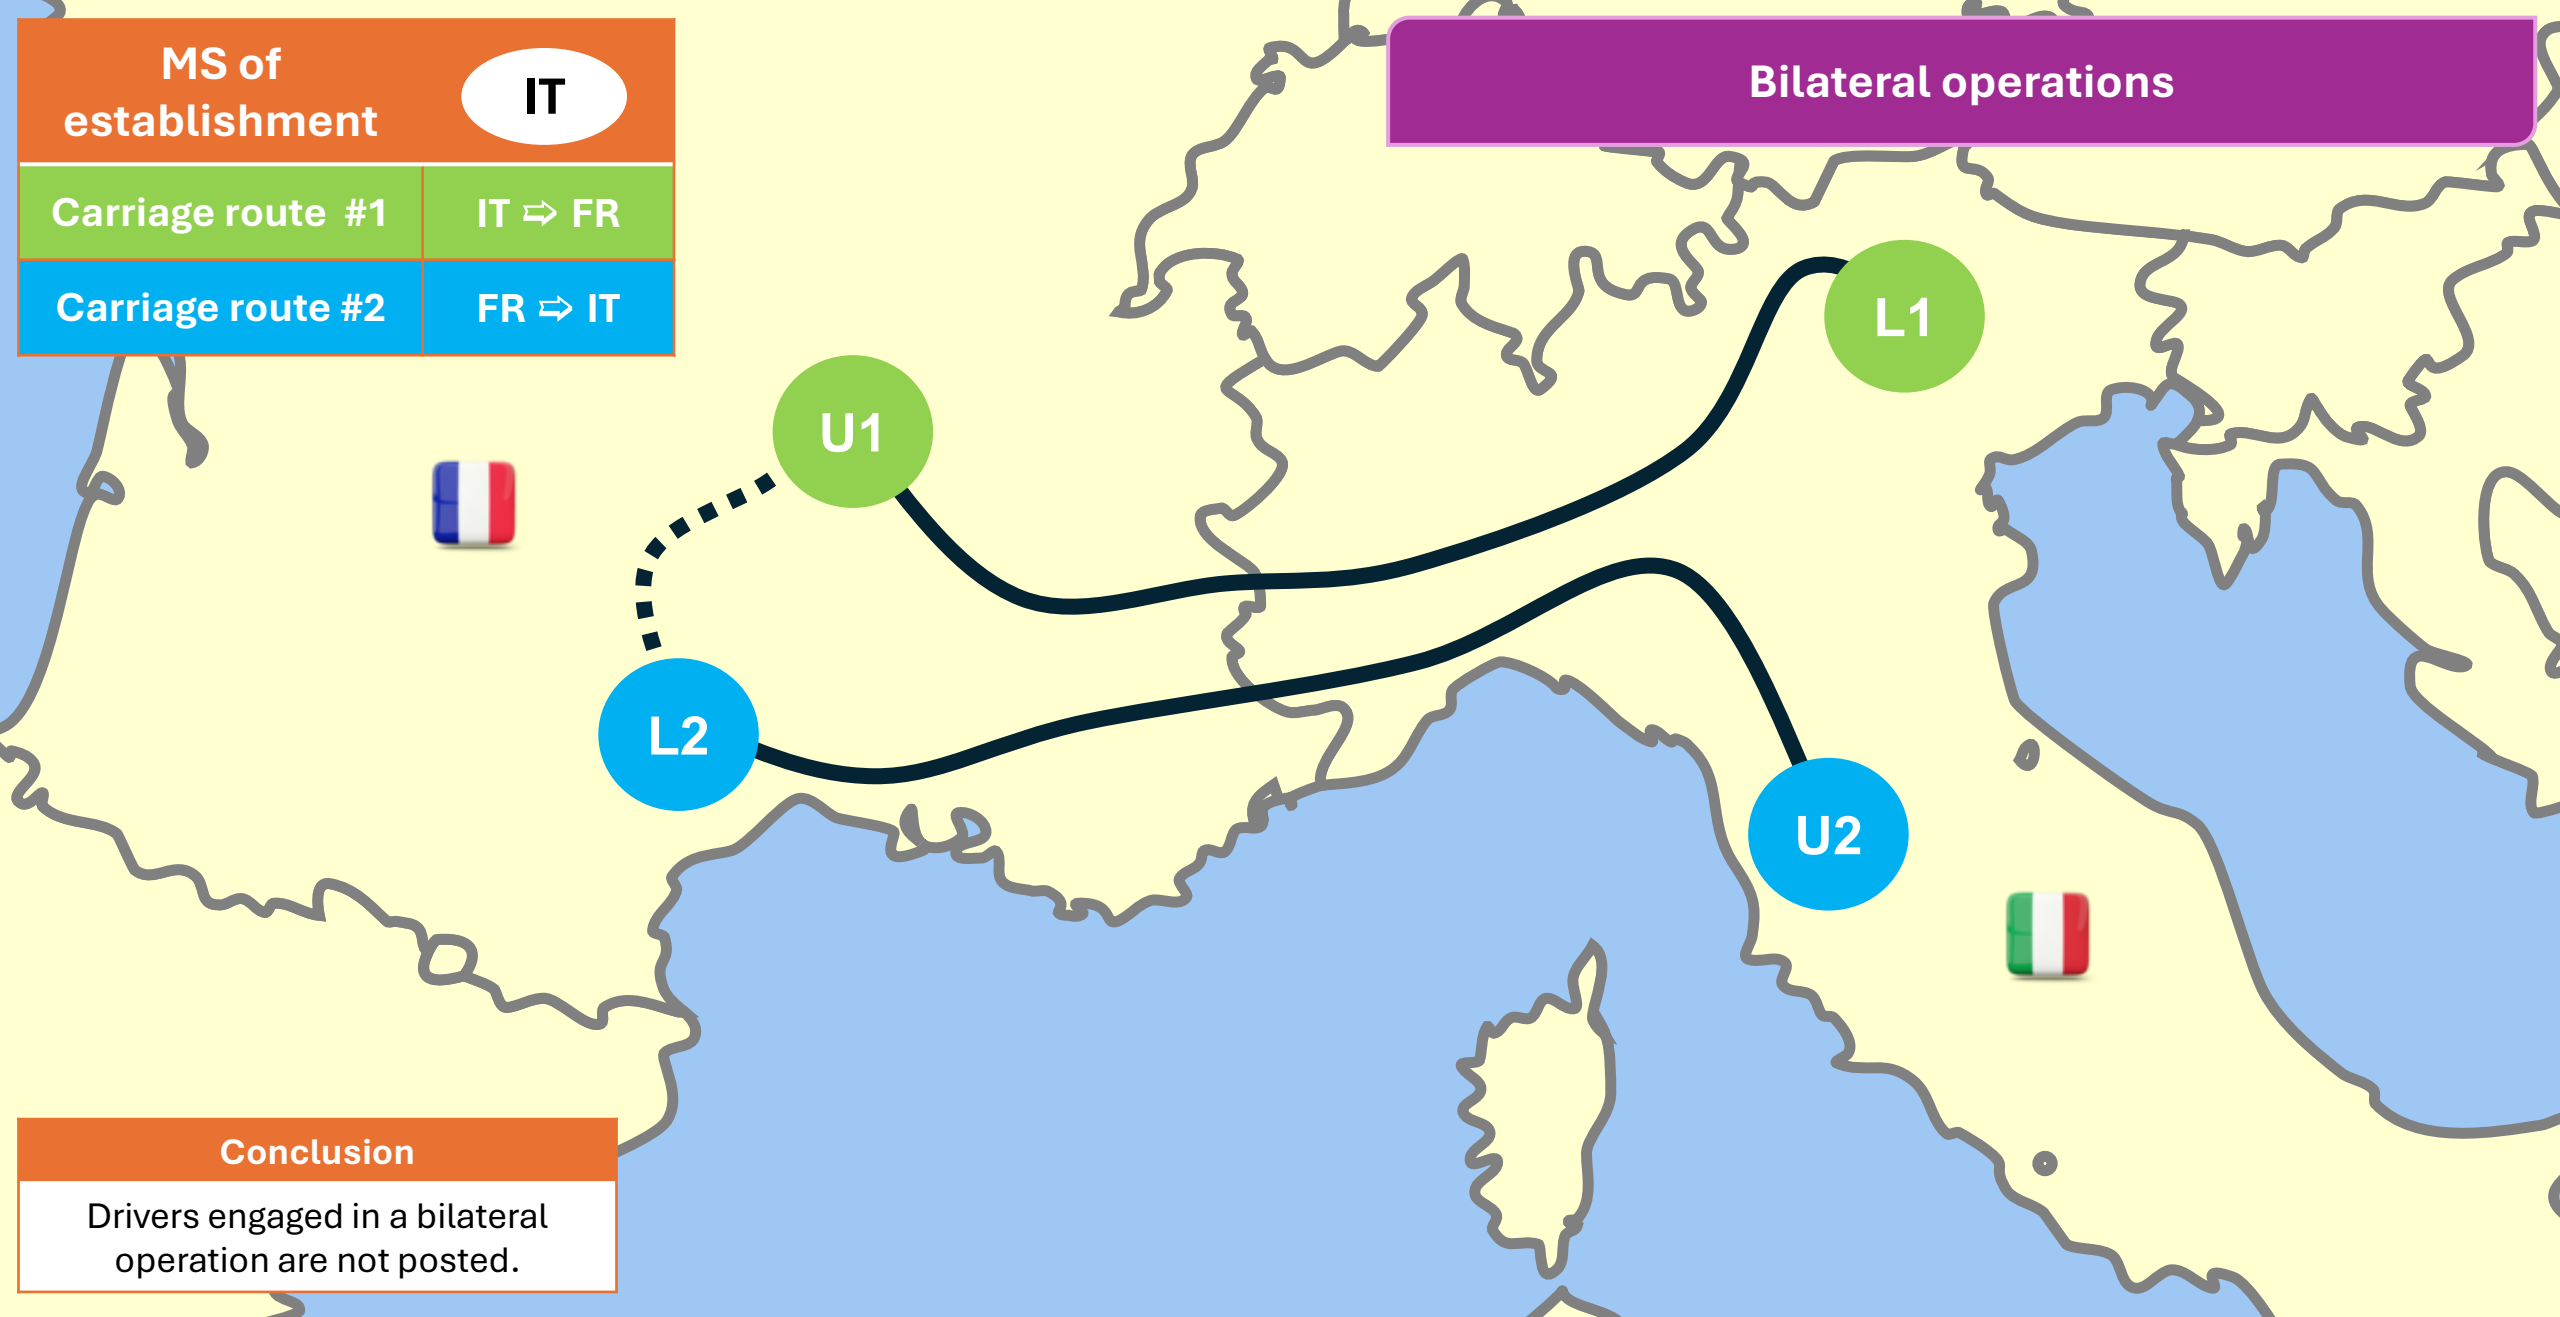 MS of
establishment
IT
Bilateral operations
Carriage route #1
IT ⇨ FR
Carriage route #2
FR ⇨ IT
L1
U1
L2
U2
Conclusion
Drivers engaged in a bilateral
operation are not posted.